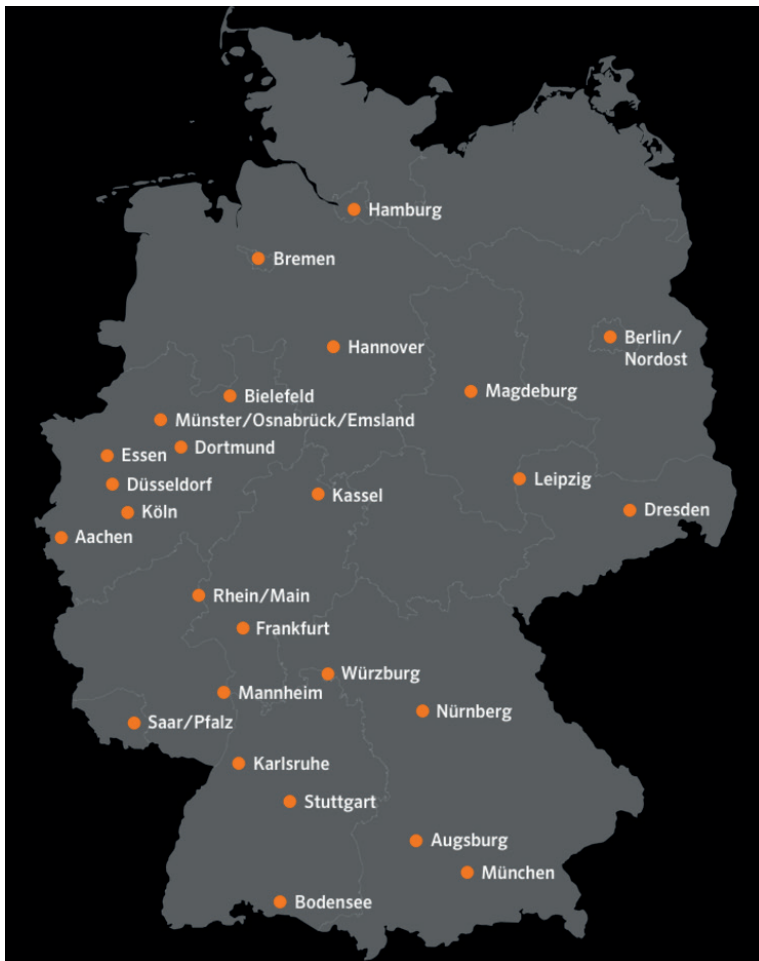 Hamburg
Bremen
Berlin/
Nordost
Hannover
Magdeburg
Bielefeld
Münster/Osnabrück/Emsland
Dortmund
Essen
Leipzig
Düsseldorf
Kassel
Dresden
Köln
Aachen
Rhein/Main
Frankfurt
Würzburg
Mannheim
Nürnberg
Saar/Pfalz
Karlsruhe
Stuttgart
Augsburg
München
Bodensee